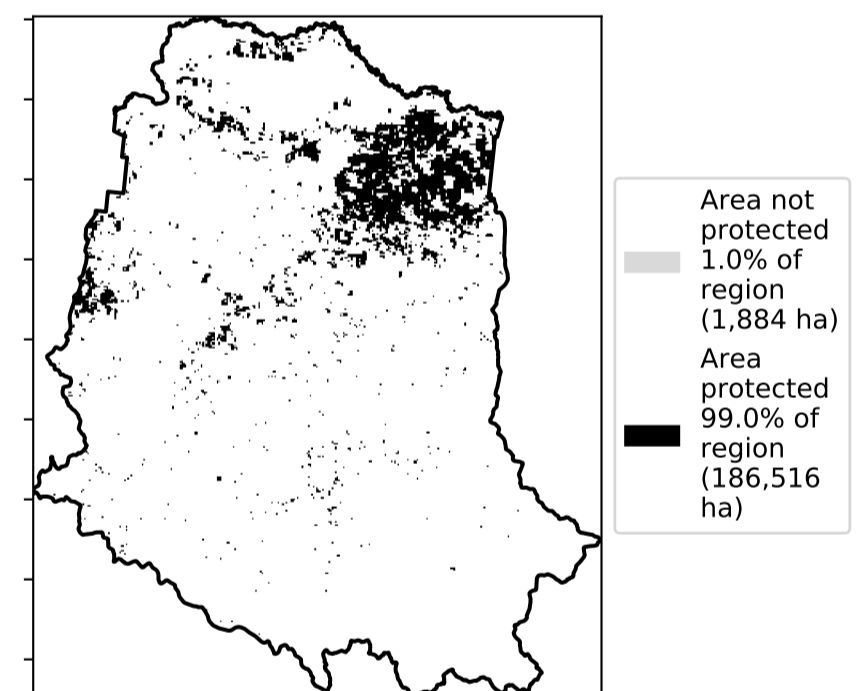 Area not
protected
1.0% of
region
(1,884 ha)
Area
protected
99.0% of
region
(186,516
ha)